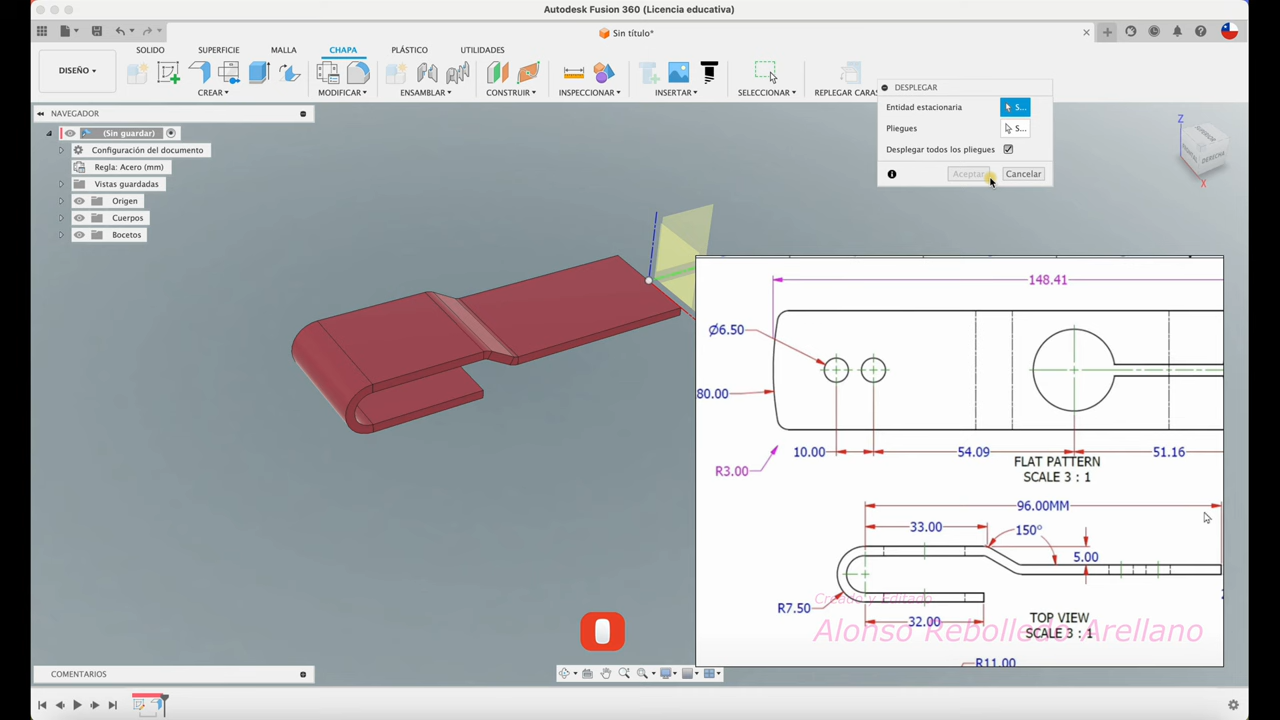 Autodesk Fusion 360 (Licencia educativa)
Sin título*
SOLIDO SUPERFICIE MALLA CHAPA PLÁSTICO UTILIDADES
DISEÑO
CREAR MODIFICAR ENSAMBLAR CONSTRUIR INSPECCIONAR INSERTAR SELECCIONAR REPLEGAR CARAS
NAVEGADOR
(Sin guardar)
Configuración del documento
Regla: Acero (mm)
Vistas guardadas
Origen
Cuerpos
Bocetos
DESPLEGAR
Entidad estacionaria S...
Pliegues S...
Desplegar todos los pliegues
Aceptar Cancelar
Z
SUPERIOR
DERECHA
X
148.41
Ø6.50
80.00
10.00 54.09 51.16
R3.00
FLAT PATTERN
SCALE 3 : 1
96.00MM
33.00 150°
5.00
R7.50
32.00
TOP VIEW
SCALE 3 : 1
Creado y Editado
Alonso Rebolledo Arellano
R11.00
COMENTARIOS